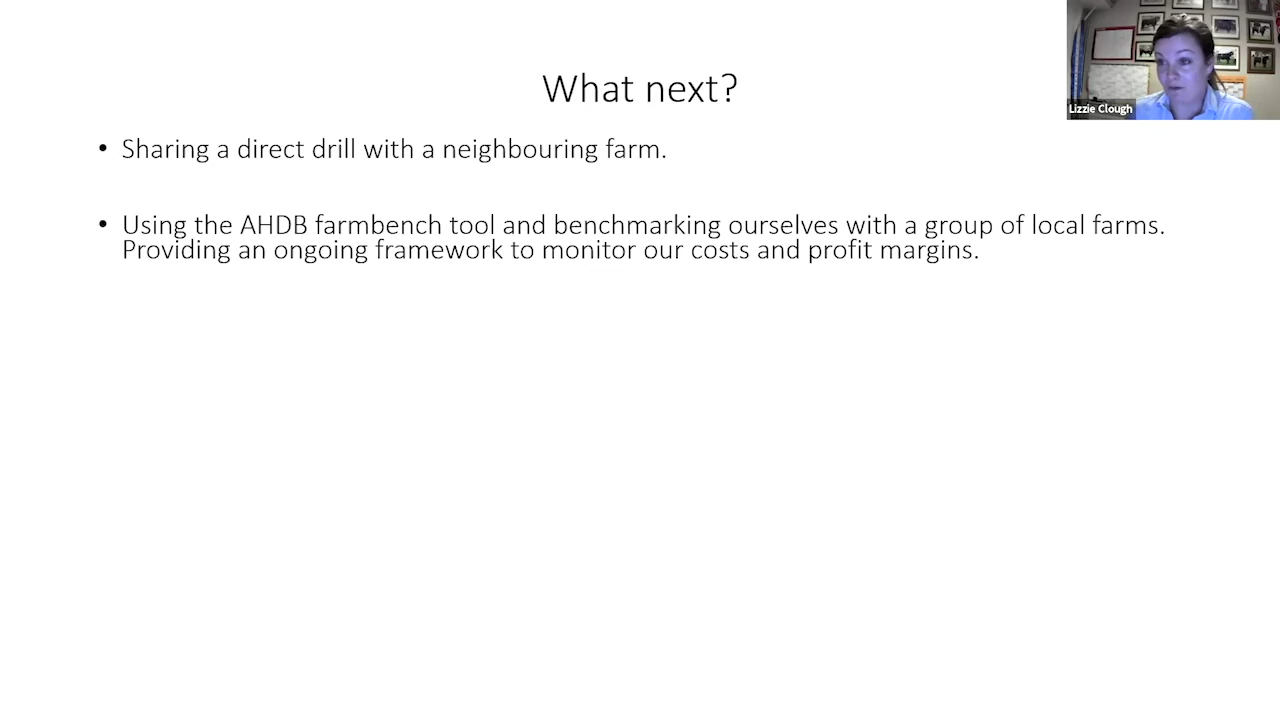 What next?
• Sharing a direct drill with a neighbouring farm.
• Using the AHDB farmbench tool and benchmarking ourselves with a group of local farms.
Providing an ongoing framework to monitor our costs and profit margins.
Lizzie Clough